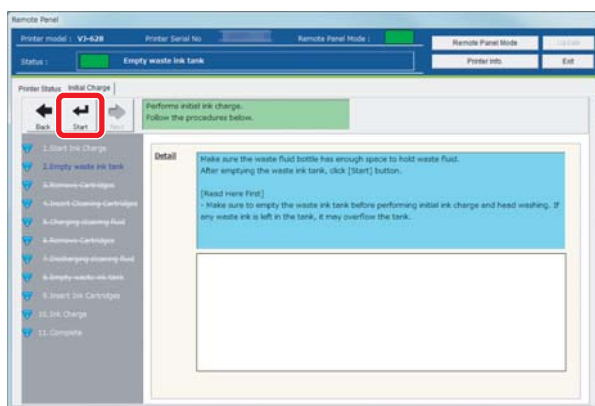 Remote Panel
Printer model : VJ-628 Printer Serial No Remote Panel Mode :
Remote Panel Mode
Status : Empty waste ink tank
Printer Info. Exit
Printer Status Initial Charge
Back Start Next
Performs initial ink charge.
Follow the procedures below.
1.Start Ink Charge
2.Empty waste ink tank
3.Remove Cartridges
4.Insert Cleaning Cartridges
5.Charging cleaning fluid
6.Remove Cartridges
7.Discharging cleaning fluid
8.Empty waste ink tank
9.Insert Ink Cartridges
10.Ink Charge
11.Complete
Detail
Make sure the waste fluid bottle has enough space to hold waste fluid.
After emptying the waste ink tank, click [Start] button.
[Read Here First]
- Make sure to empty the waste ink tank before performing initial ink charge and head washing. If
any waste ink is left in the tank, it may overflow the tank.